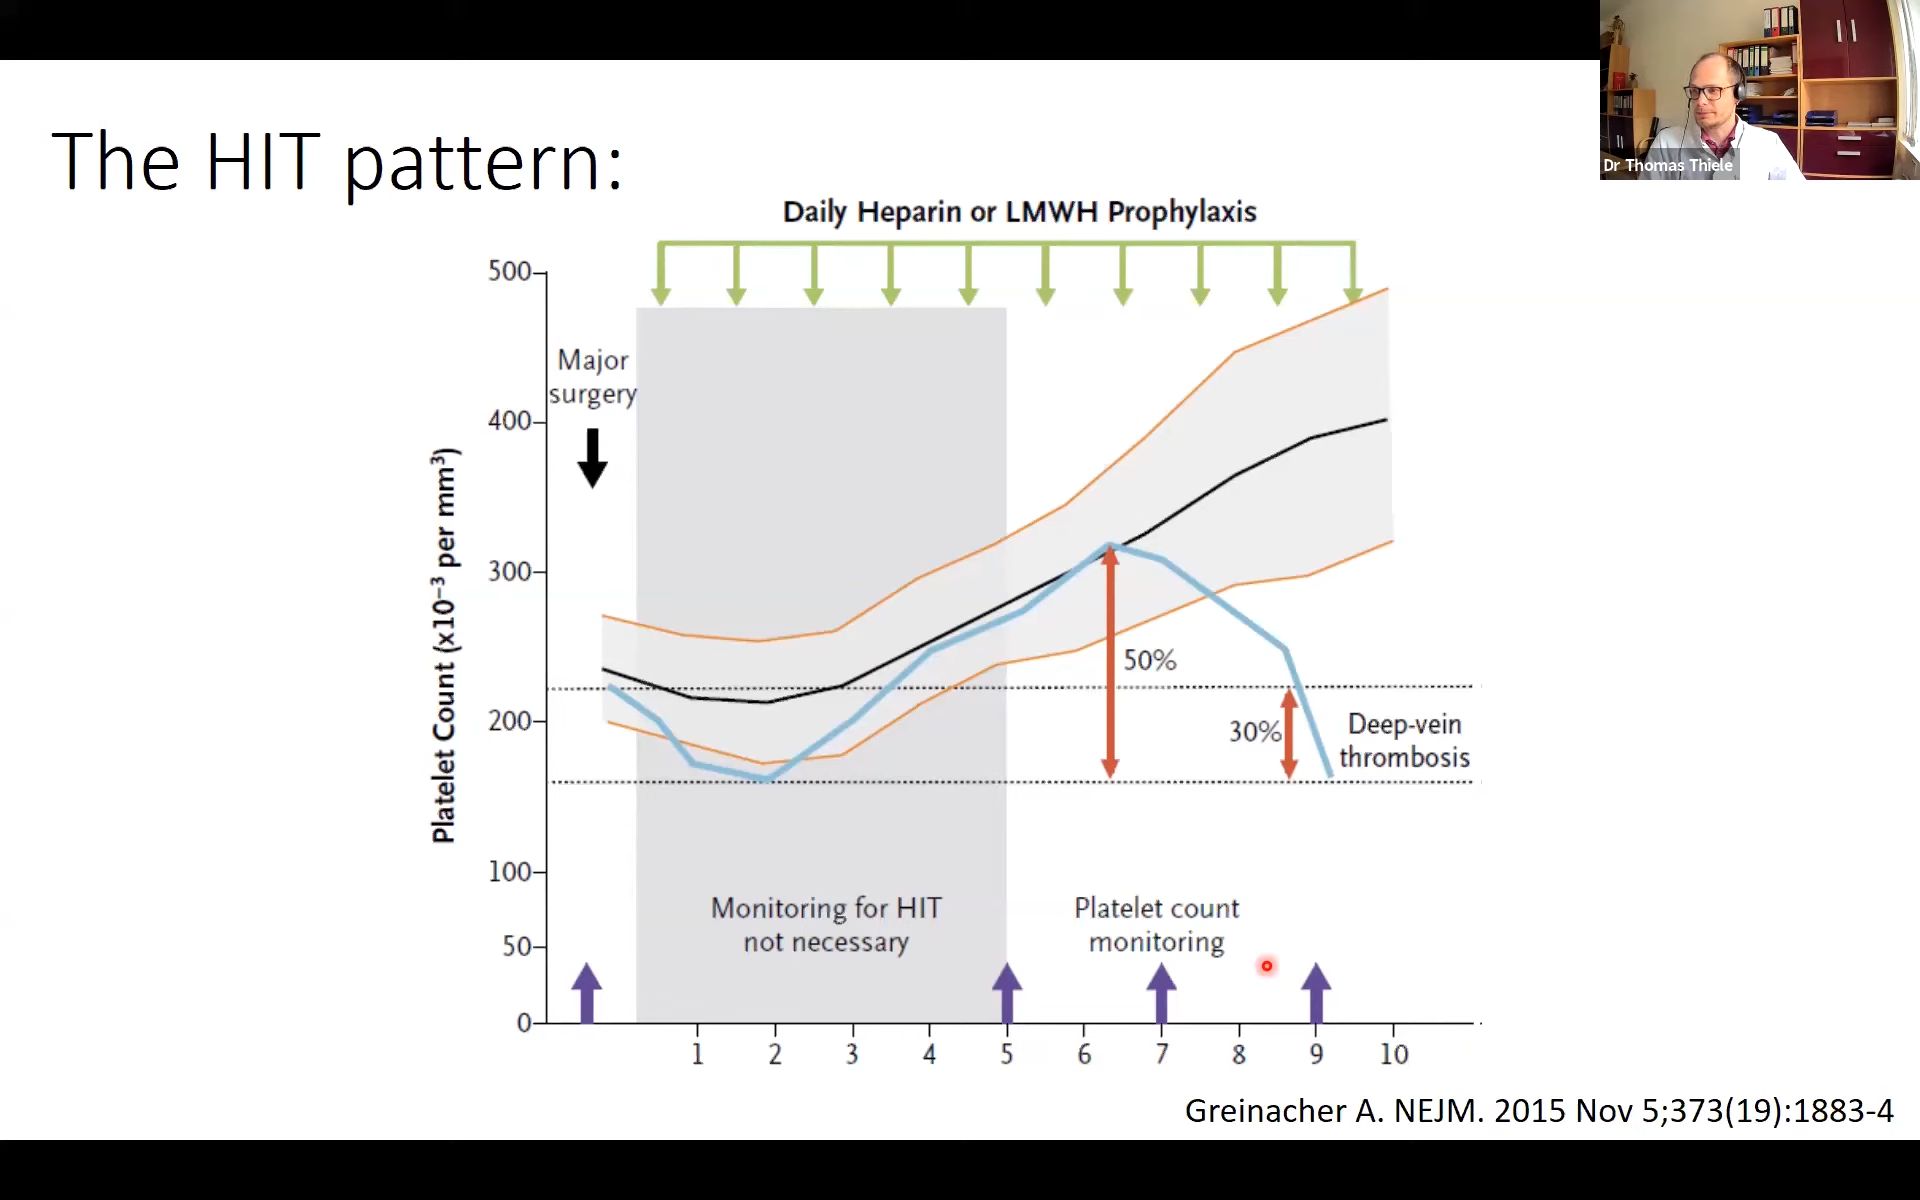 Dr Thomas Thiele
The HIT pattern:
Daily Heparin or LMWH Prophylaxis
500
Major
surgery
400
Platelet Count (x10⁻³ per mm³)
300
50%
200
30%
Deep-vein
thrombosis
100
Monitoring for HIT
not necessary
Platelet count
monitoring
50
0
1 2 3 4 5 6 7 8 9 10
Greinacher A. NEJM. 2015 Nov 5;373(19):1883-4